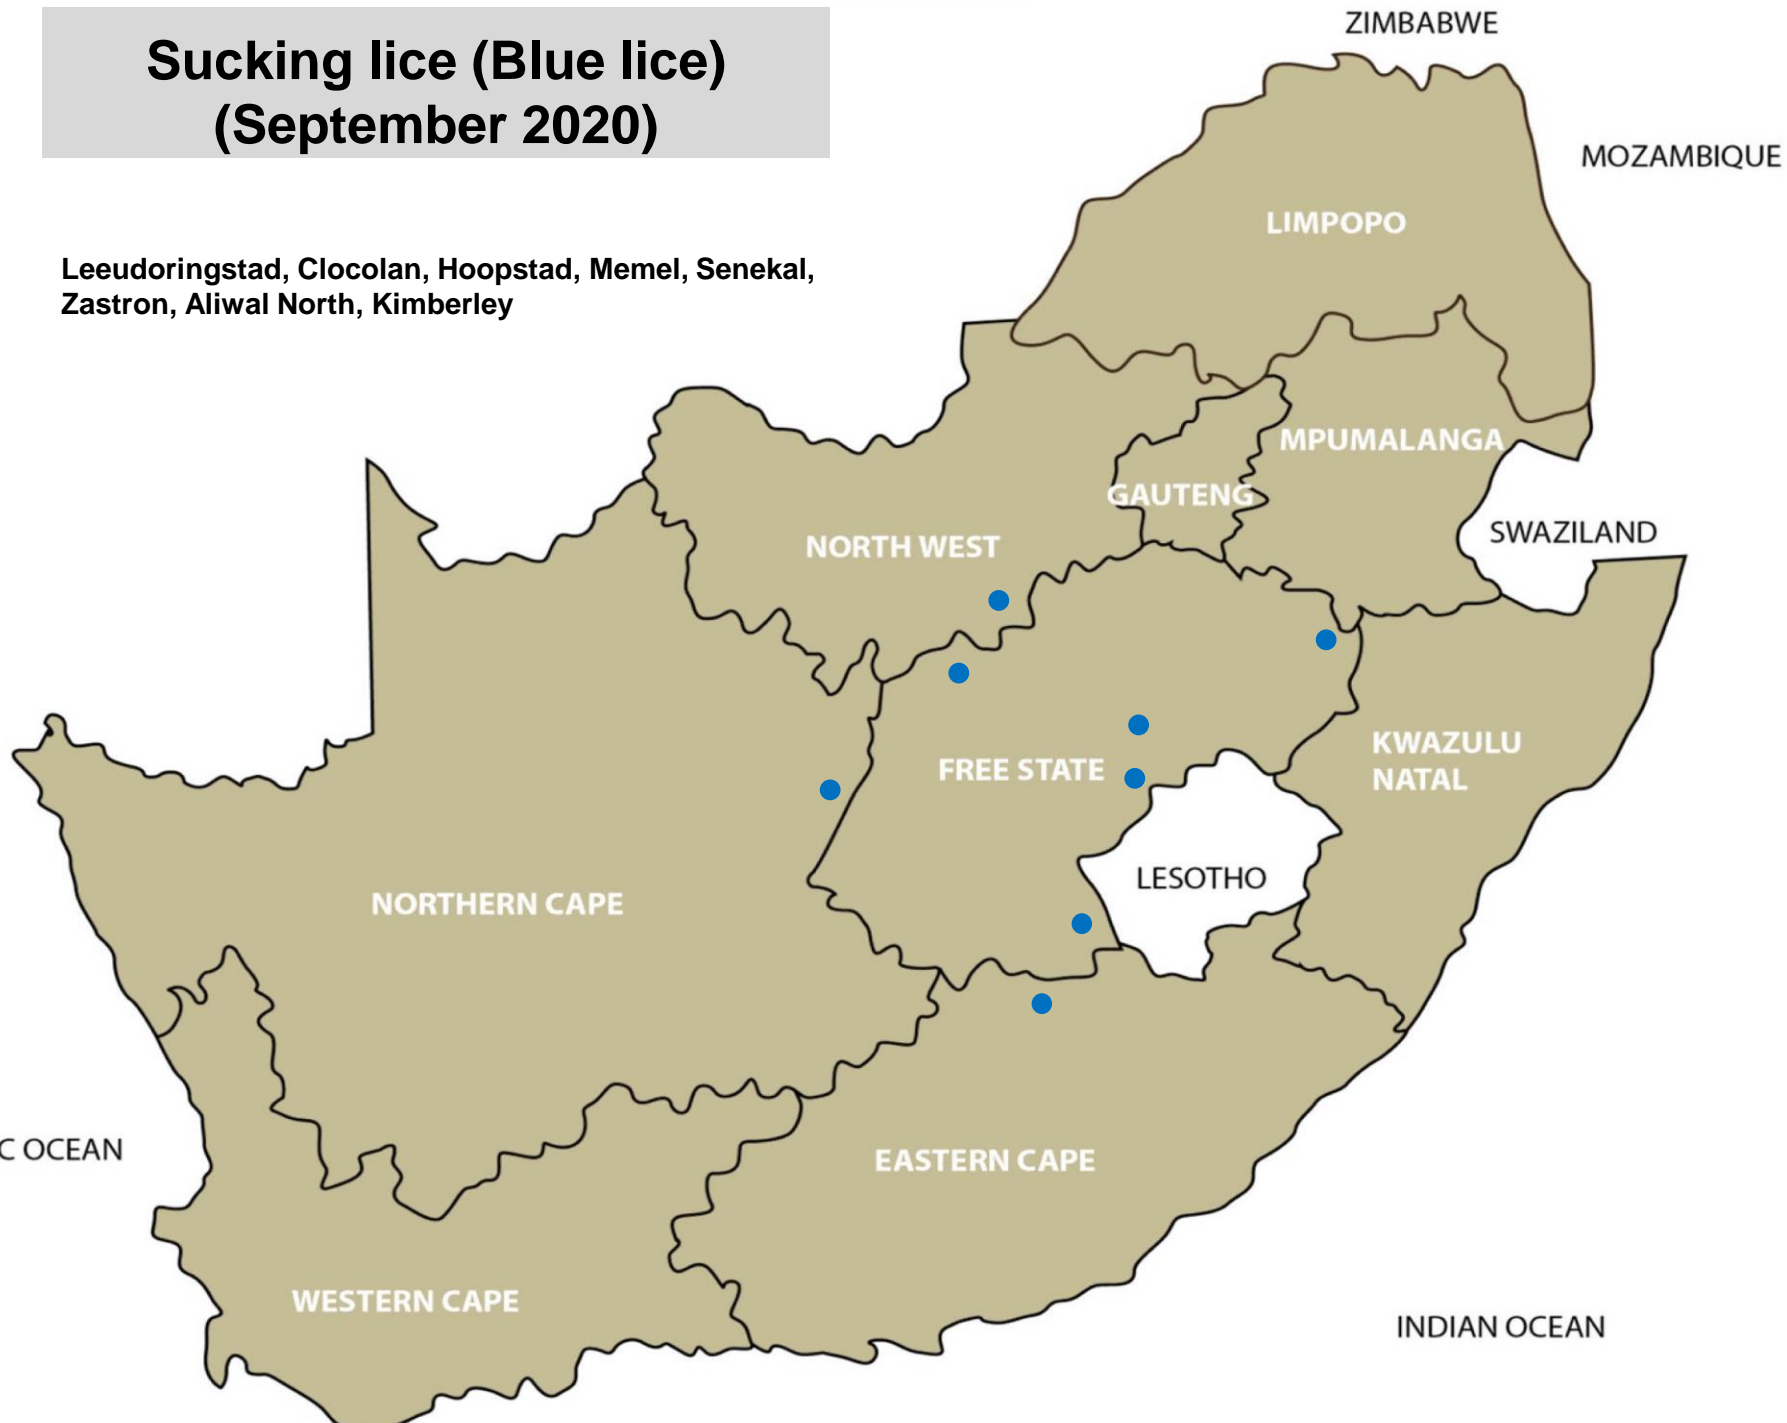 Sucking lice (Blue lice)
(September 2020)
Leeudoringstad, Clocolan, Hoopstad, Memel, Senekal,
Zastron, Aliwal North, Kimberley
ZIMBABWE
MOZAMBIQUE
LIMPOPO
MPUMALANGA
GAUTENG
SWAZILAND
NORTH WEST
KWAZULU
NATAL
FREE STATE
LESOTHO
NORTHERN CAPE
C OCEAN
EASTERN CAPE
WESTERN CAPE
INDIAN OCEAN